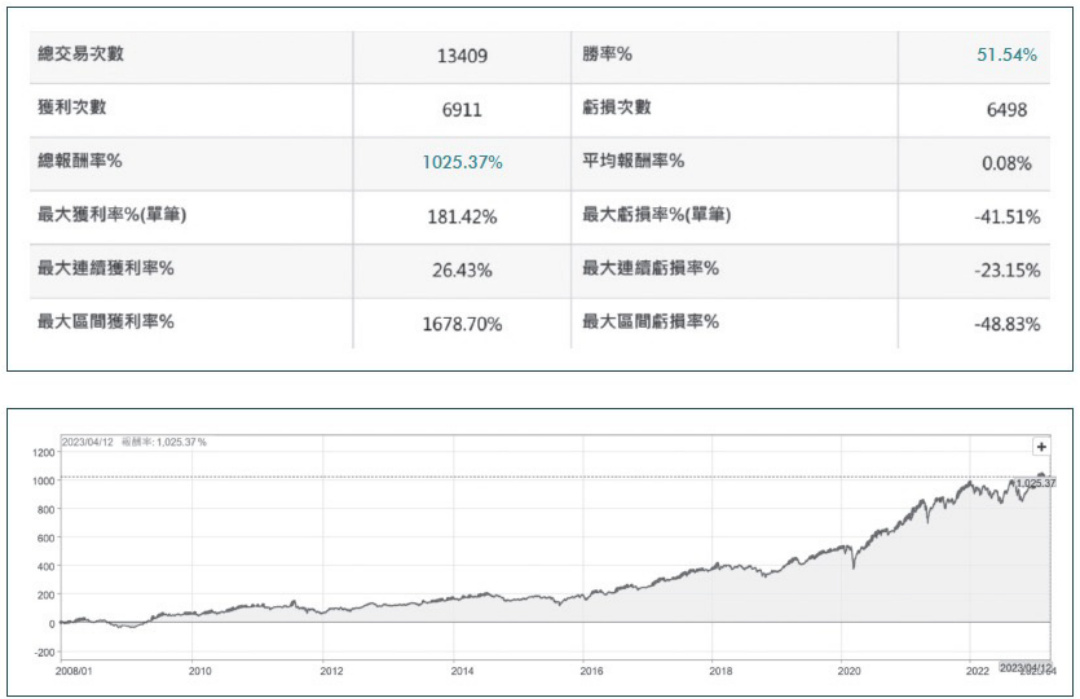 總交易次數 13409 勝率% 51.54%
獲利次數 6911 虧損次數 6498
總報酬率% 1025.37% 平均報酬率% 0.08%
最大獲利率%(單筆) 181.42% 最大虧損率%(單筆) -41.51%
最大連續獲利率% 26.43% 最大連續虧損率% -23.15%
最大區間獲利率% 1678.70% 最大區間虧損率% -48.83%
2023/04/12 報酬率: 1,025.37%
+
1200
1000
1,025.37
800
600
400
200
0
-200
2008/01 2010 2012 2014 2016 2018 2020 2022 2023/04/12